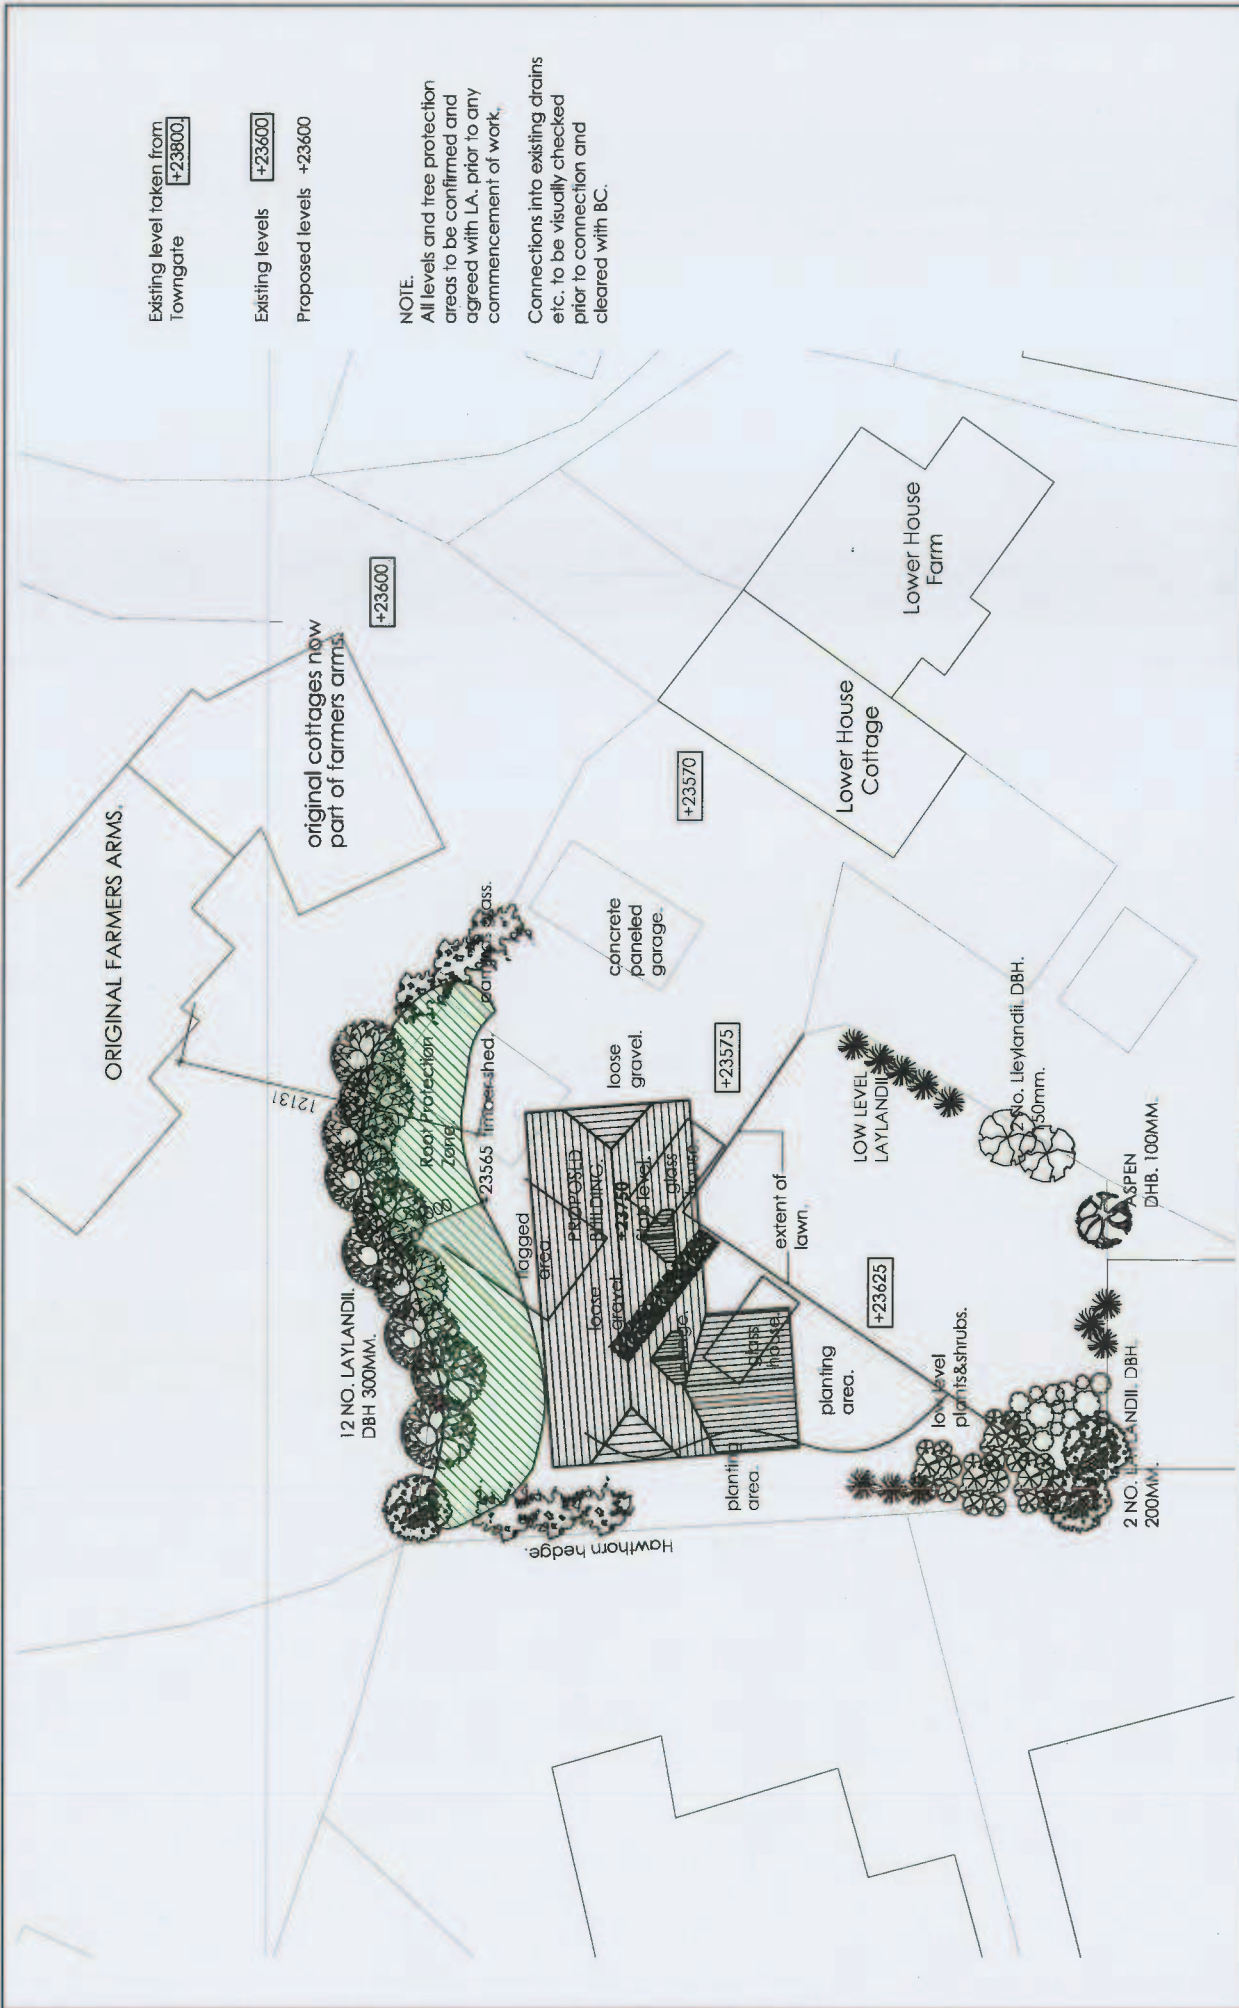 Existing level taken from
Towngate +23800.
Existing levels +23600
Proposed levels +23600
NOTE.
All levels and tree protection
areas to be confirmed and
agreed with LA. prior to any
commencement of work,
Connections into existing drains
etc. to be visually checked
prior to connection and
cleared with BC.
ORIGINAL FARMERS ARMS.
original cottages now
part of farmers arms.
+23600
12131
12 NO. LAYLANDII.
DBH 300MM.
Root Protection
Zone
23565 timber shed.
grass.
concrete
paneled
garage.
loose
gravel.
+23570
+23575
Lower House
Farm
Lower House
Cottage
flagged
area.
PROPOSED
BUILDING.
+23750
slab level.
glass
house.
loose
gravel
glass
house.
extent of
lawn.
planting
area.
planting
area.
Hawthorn hedge.
+23625
low level
plants&shrubs.
LOW LEVEL
LAYLANDII
2 No. Lleylandii. DBH.
50mm.
ASPEN
DHB. 100MM.
2 NO. LAYLANDII. DBH.
200MM.